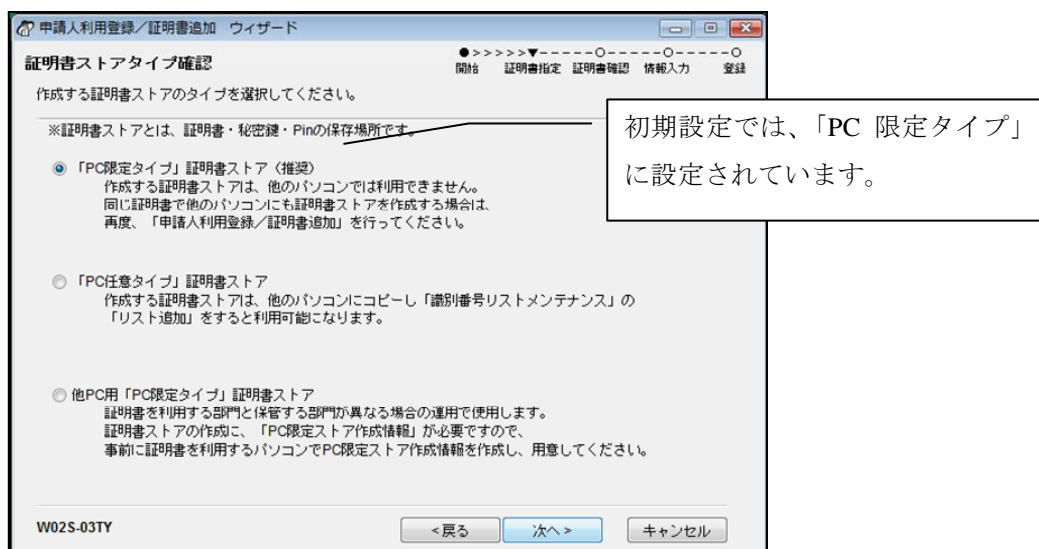 申請人利用登録／証明書追加 ウィザード
証明書ストアタイプ確認
●>>>>>▼-----○-----○-----○
開始 証明書指定 証明書確認 情報入力 登録
作成する証明書ストアのタイプを選択してください。
※証明書ストアとは、証明書・秘密鍵・Pinの保存場所です。
初期設定では、「PC 限定タイプ」
に設定されています。
「PC限定タイプ」証明書ストア（推奨）
作成する証明書ストアは、他のパソコンでは利用できません。
同じ証明書で他のパソコンにも証明書ストアを作成する場合は、
再度、「申請人利用登録／証明書追加」を行ってください。
「PC任意タイプ」証明書ストア
作成する証明書ストアは、他のパソコンにコピーし「識別番号リストメンテナンス」の
「リスト追加」をすると利用可能になります。
他PC用「PC限定タイプ」証明書ストア
証明書を利用する部門と保管する部門が異なる場合の運用で使用します。
証明書ストアの作成に、「PC限定ストア作成情報」が必要ですので、
事前に証明書を利用するパソコンでPC限定ストア作成情報を作成し、用意してください。
W02S-03TY
<戻る 次へ> キャンセル